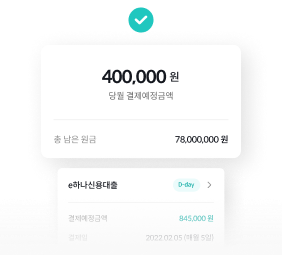 400,000 원
당월 결제예정금액
총 남은 원금 78,000,000 원
e하나신용대출 D-day
결제예정금액 845,000 원
결제일 2022.02.05 (매월 5일)